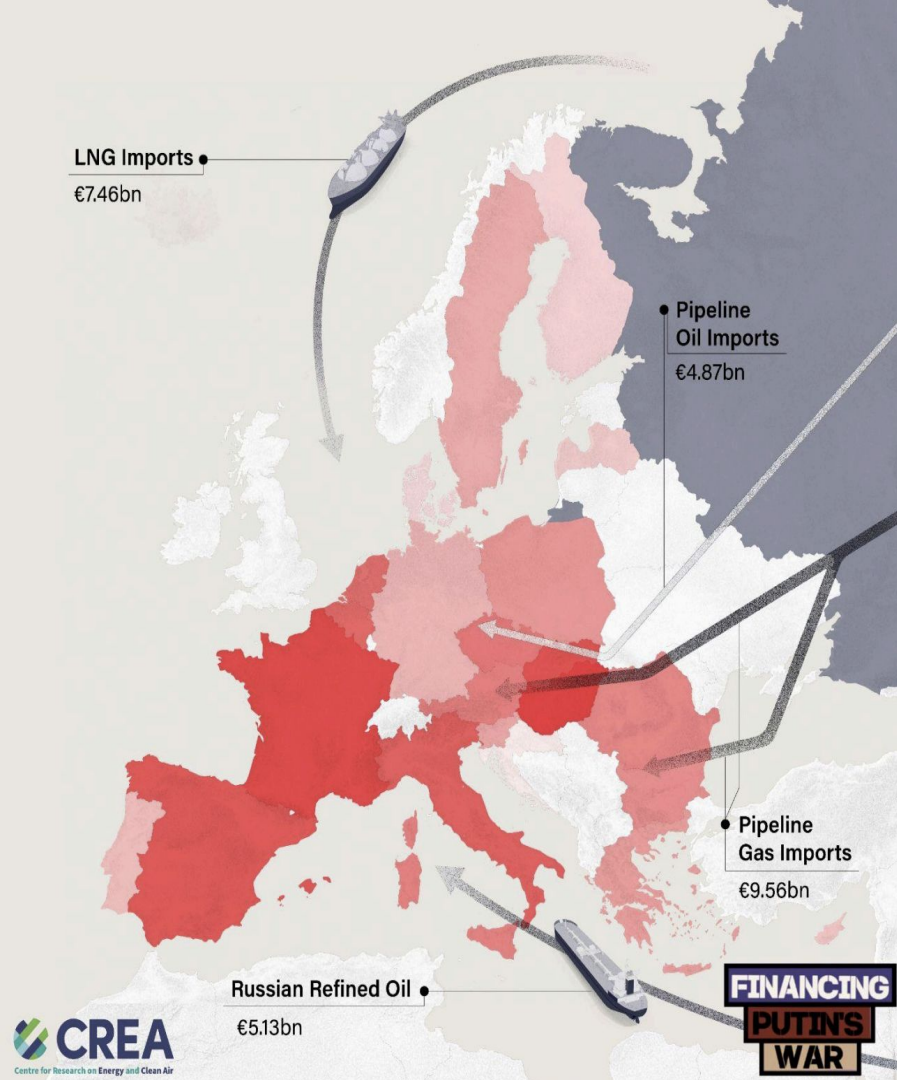 LNG Imports
€7.46bn
Pipeline
Oil Imports
€4.87bn
Pipeline
Gas Imports
€9.56bn
Russian Refined Oil
€5.13bn
CREA
Centre for Research on Energy and Clean Air
FINANCING
PUTIN'S
WAR